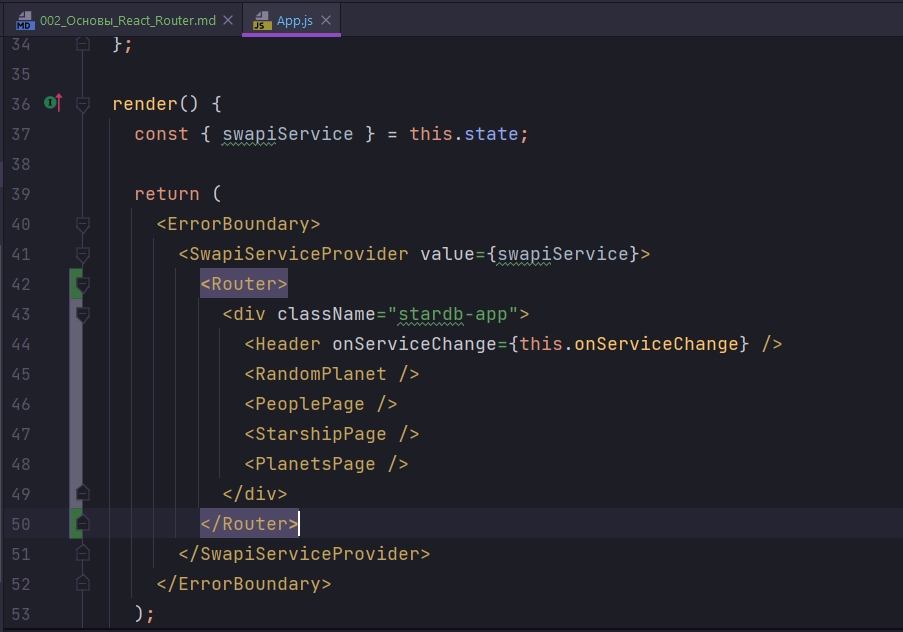 002_Основы_React_Router.md App.js
34 };
35
36 render() {
37 const { swapiService } = this.state;
38
39 return (
40 <ErrorBoundary>
41 <SwapiServiceProvider value={swapiService}>
42 <Router>
43 <div className="stardb-app">
44 <Header onServiceChange={this.onServiceChange} />
45 <RandomPlanet />
46 <PeoplePage />
47 <StarshipPage />
48 <PlanetsPage />
49 </div>
50 </Router>
51 </SwapiServiceProvider>
52 </ErrorBoundary>
53 );